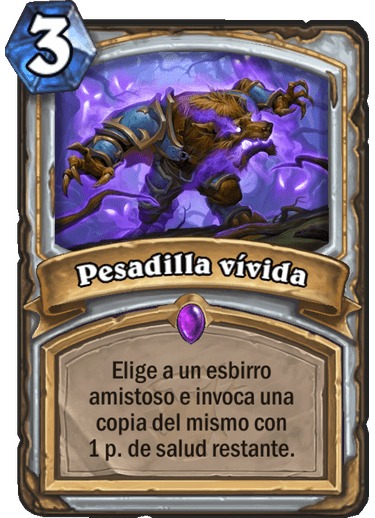 3
Pesadilla vívida
Elige a un esbirro
amistoso e invoca una
copia del mismo con
1 p. de salud restante.